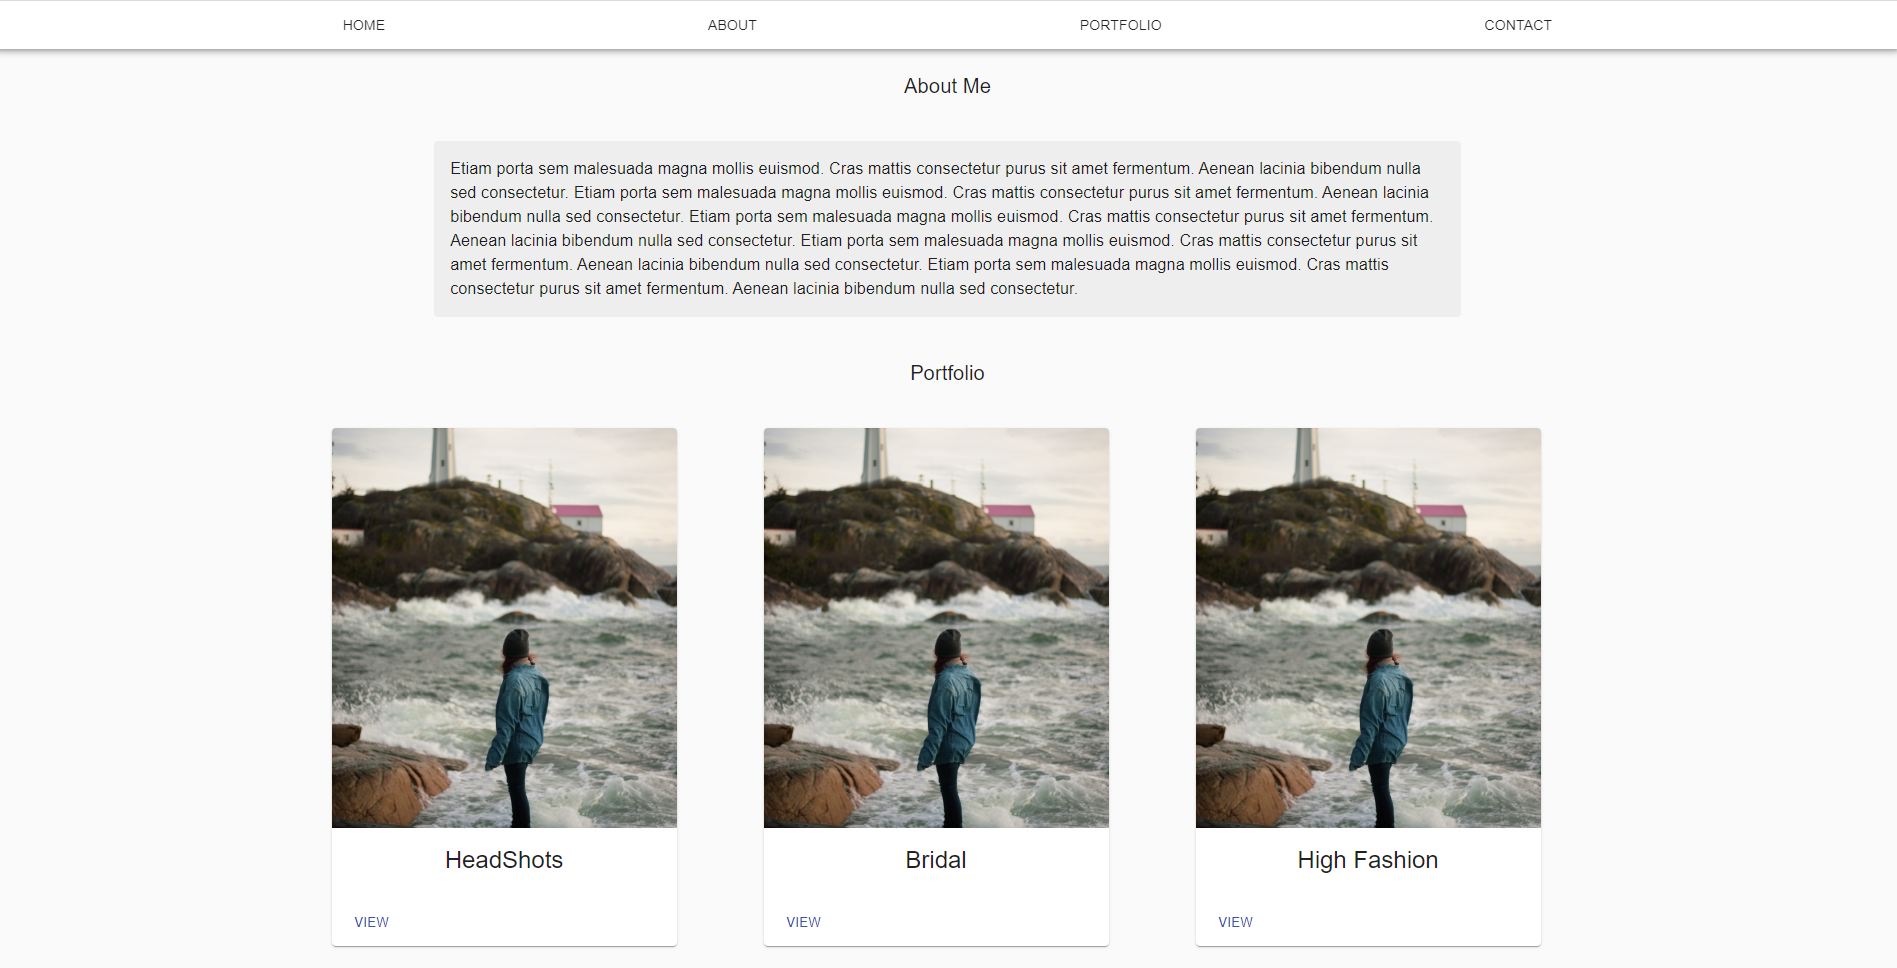 HOME ABOUT PORTFOLIO CONTACT
About Me
Etiam porta sem malesuada magna mollis euismod. Cras mattis consectetur purus sit amet fermentum. Aenean lacinia bibendum nulla
sed consectetur. Etiam porta sem malesuada magna mollis euismod. Cras mattis consectetur purus sit amet fermentum. Aenean lacinia
bibendum nulla sed consectetur. Etiam porta sem malesuada magna mollis euismod. Cras mattis consectetur purus sit amet fermentum.
Aenean lacinia bibendum nulla sed consectetur. Etiam porta sem malesuada magna mollis euismod. Cras mattis consectetur purus sit
amet fermentum. Aenean lacinia bibendum nulla sed consectetur. Etiam porta sem malesuada magna mollis euismod. Cras mattis
consectetur purus sit amet fermentum. Aenean lacinia bibendum nulla sed consectetur.
Portfolio
HeadShots
VIEW
Bridal
VIEW
High Fashion
VIEW